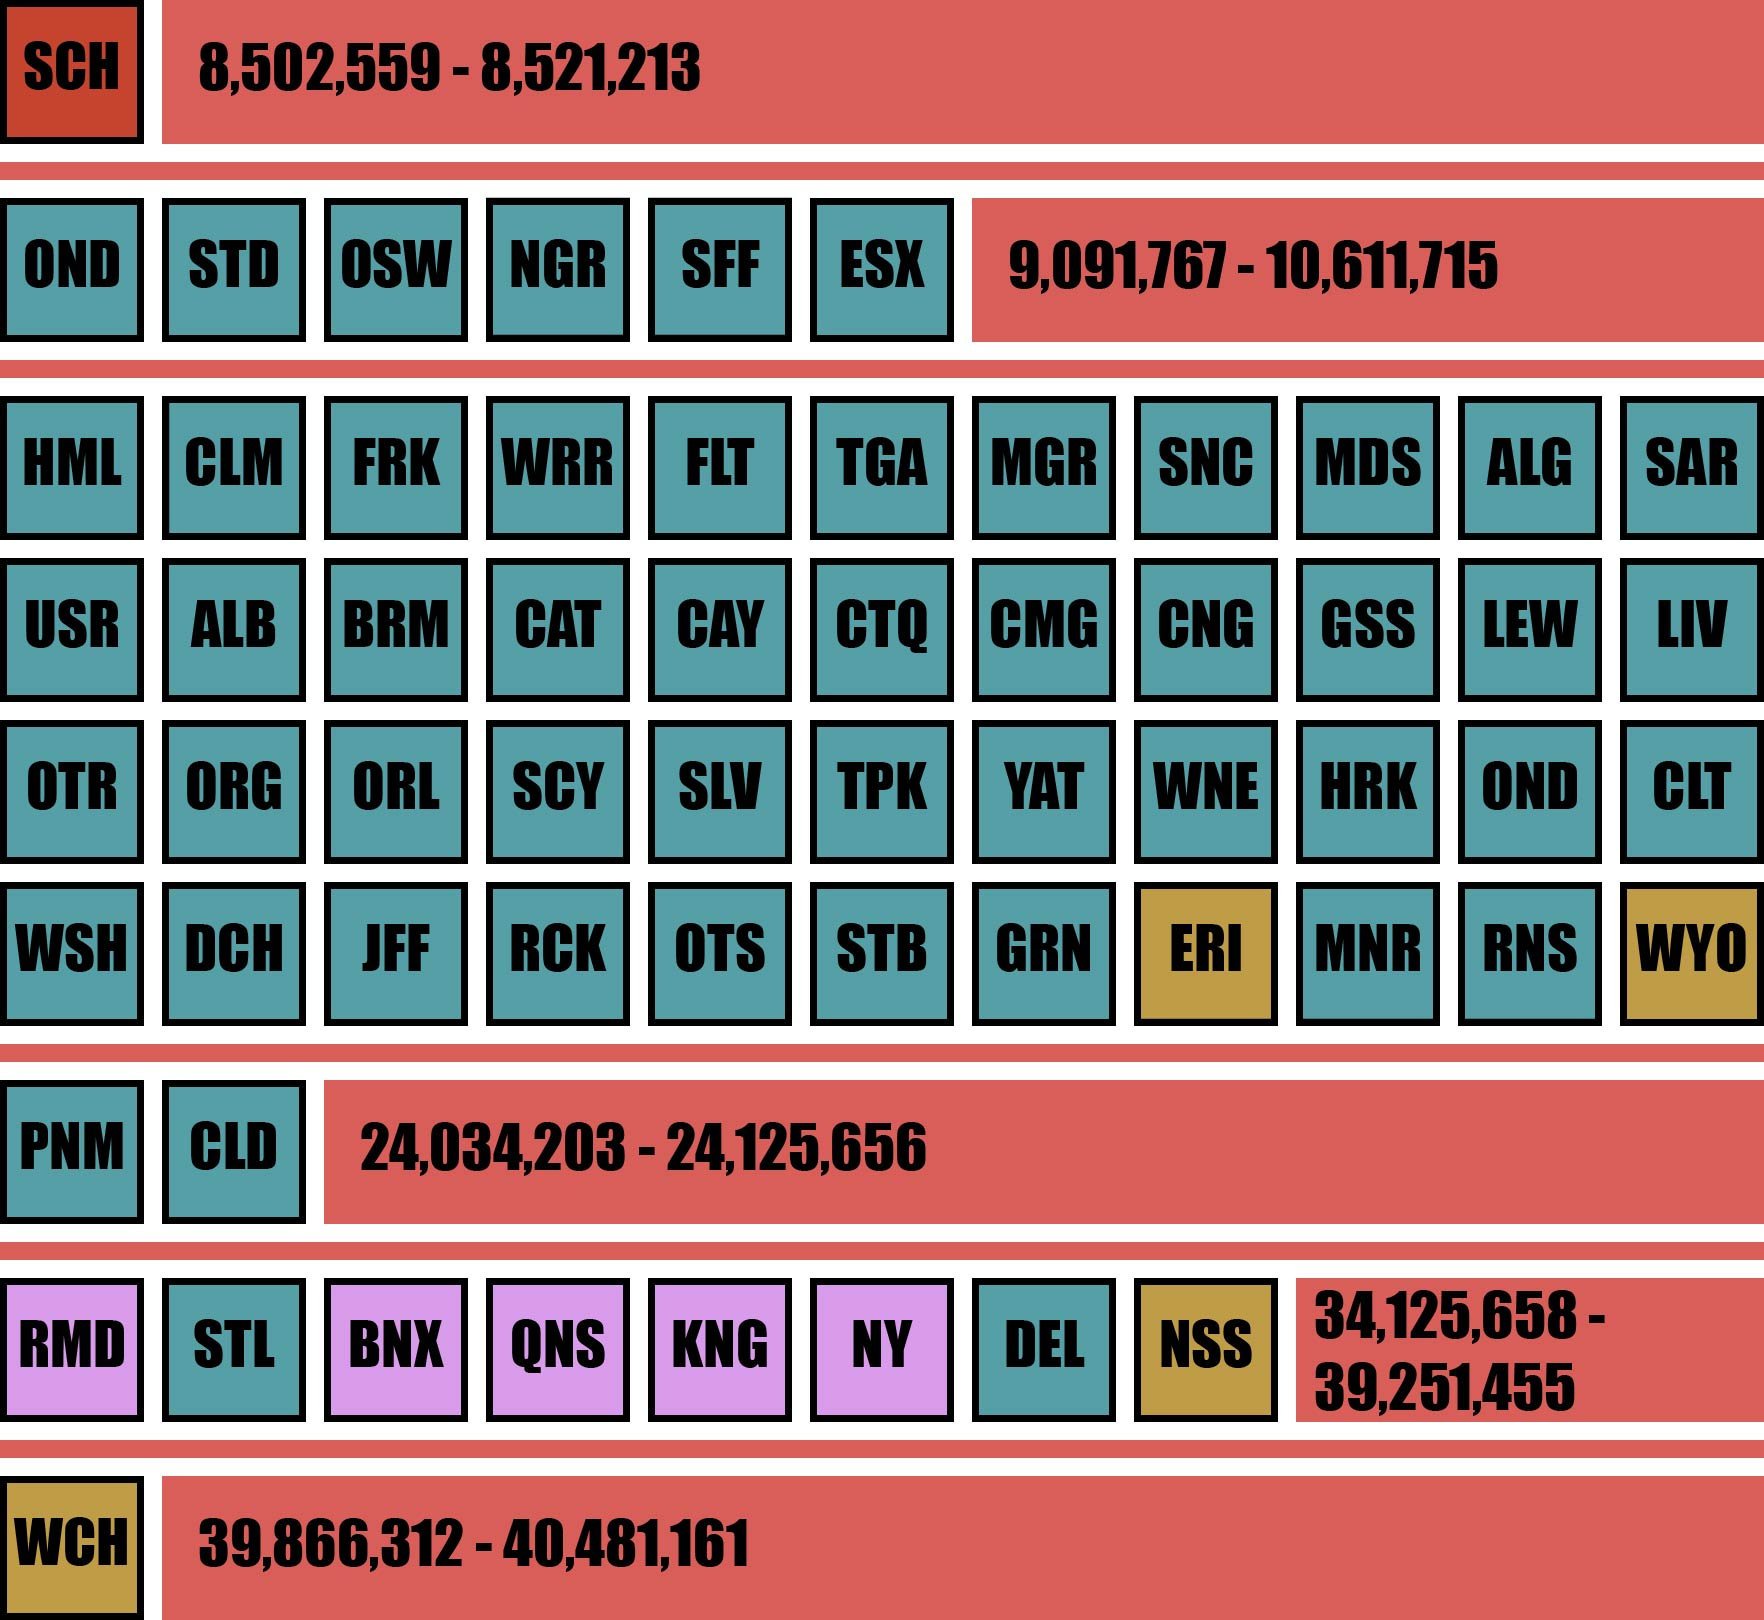 SCH 8,502,559 - 8,521,213
OND STD OSW NGR SFF ESX 9,091,767 - 10,611,715
HML CLM FRK WRR FLT TGA MGR SNC MDS ALG SAR
USR ALB BRM CAT CAY CTQ CMG CNG GSS LEW LIV
OTR ORG ORL SCY SLV TPK YAT WNE HRK OND CLT
WSH DCH JFF RCK OTS STB GRN ERI MNR RNS WYO
PNM CLD 24,034,203 - 24,125,656
RMD STL BNX QNS KNG NY DEL NSS 34,125,658 -
39,251,455
WCH 39,866,312 - 40,481,161